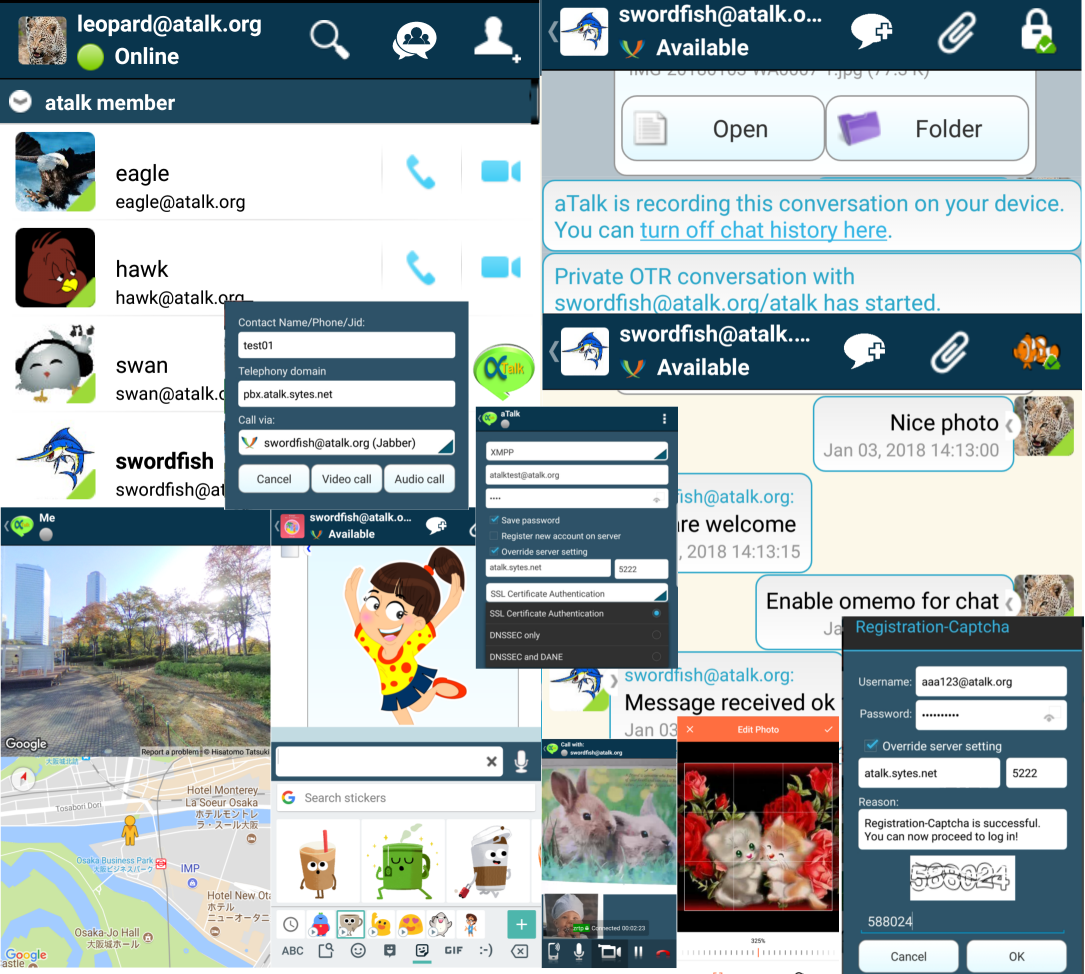 leopard@atalk.org
Online
atalk member
eagle
eagle@atalk.org
hawk
hawk@atalk.org
swan
swan@atalk.o
swordfish
swordfish@at
Contact Name/Phone/Jid:
test01
Telephony domain
pbx.atalk.sytes.net
Call via:
swordfish@atalk.org (Jabber)
Cancel
Video call
Audio call
Talk
swordfish@atalk.o...
Available
Open
Folder
aTalk is recording this conversation on your device.
You can turn off chat history here.
Private OTR conversation with
swordfish@atalk.org/atalk has started.
swordfish@atalk....
Available
Nice photo
Jan 03, 2018 14:13:00
fish@atalk.org:
re welcome
, 2018 14:13:15
Enable omemo for chat
Ja
swordfish@atalk.org:
Message received ok
Jan 03
aTalk
XMPP
atalktest@atalk.org
....
Save password
Register new account on server
Override server setting
atalk.sytes.net
5222
SSL Certificate Authentication
SSL Certificate Authentication
DNSSEC only
DNSSEC and DANE
Me
Google
Report a problem
© Hisatomo Tatsuki
Tosabori Dori
Hotel Monterey
La Soeur Osaka
ホテルモントレ
ラ・スール大阪
Osaka Business Park
大阪ビジネスパーク
IMP
Hotel New Ota
ホテル
ニューオータニ
Osaka-Jo Hall
大阪城ホール
Google
astle
swordfish@atalk.o...
Available
Search stickers
ABC
GIF
:-)
Call with:
swordfish@atalk.org
zrtp
Connected 00:02:23
Edit Photo
325%
Registration-Captcha
Username:
aaa123@atalk.org
Password:
..........
Override server setting
atalk.sytes.net
5222
Reason:
Registration-Captcha is successful.
You can now proceed to log in!
588024
588024
Cancel
OK